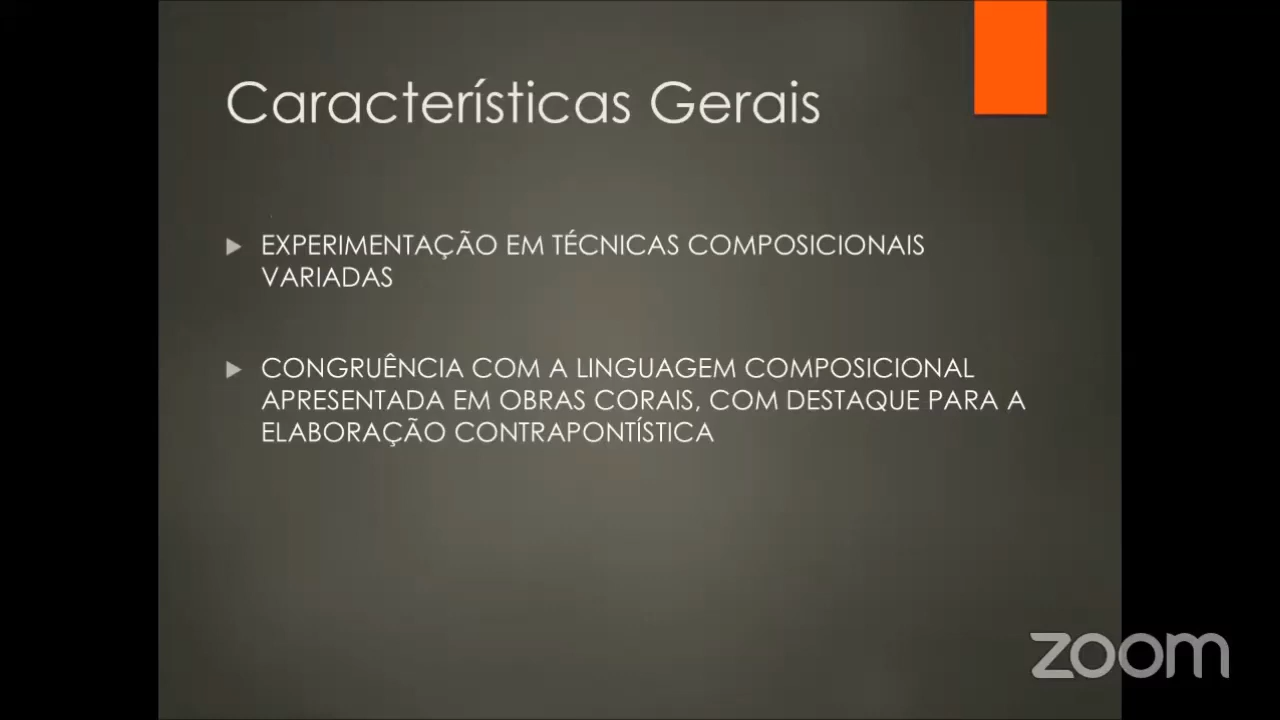 Características Gerais
EXPERIMENTAÇÃO EM TÉCNICAS COMPOSICIONAIS
VARIADAS
CONGRUÊNCIA COM A LINGUAGEM COMPOSICIONAL
APRESENTADA EM OBRAS CORAIS, COM DESTAQUE PARA A
ELABORAÇÃO CONTRAPONTÍSTICA
zoom